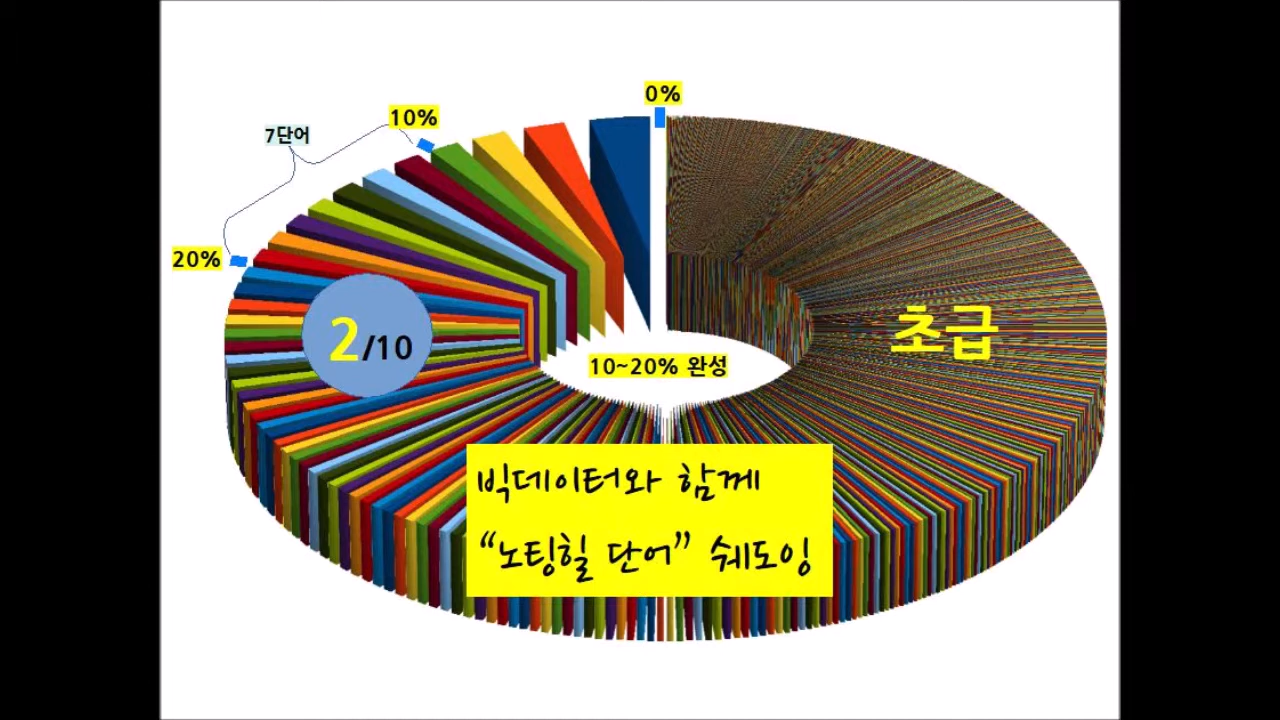 0%
10%
7단어
20%
2/10
초급
10~20% 완성
빅데이터와 함께
“노팅힐 단어” 쉐도잉